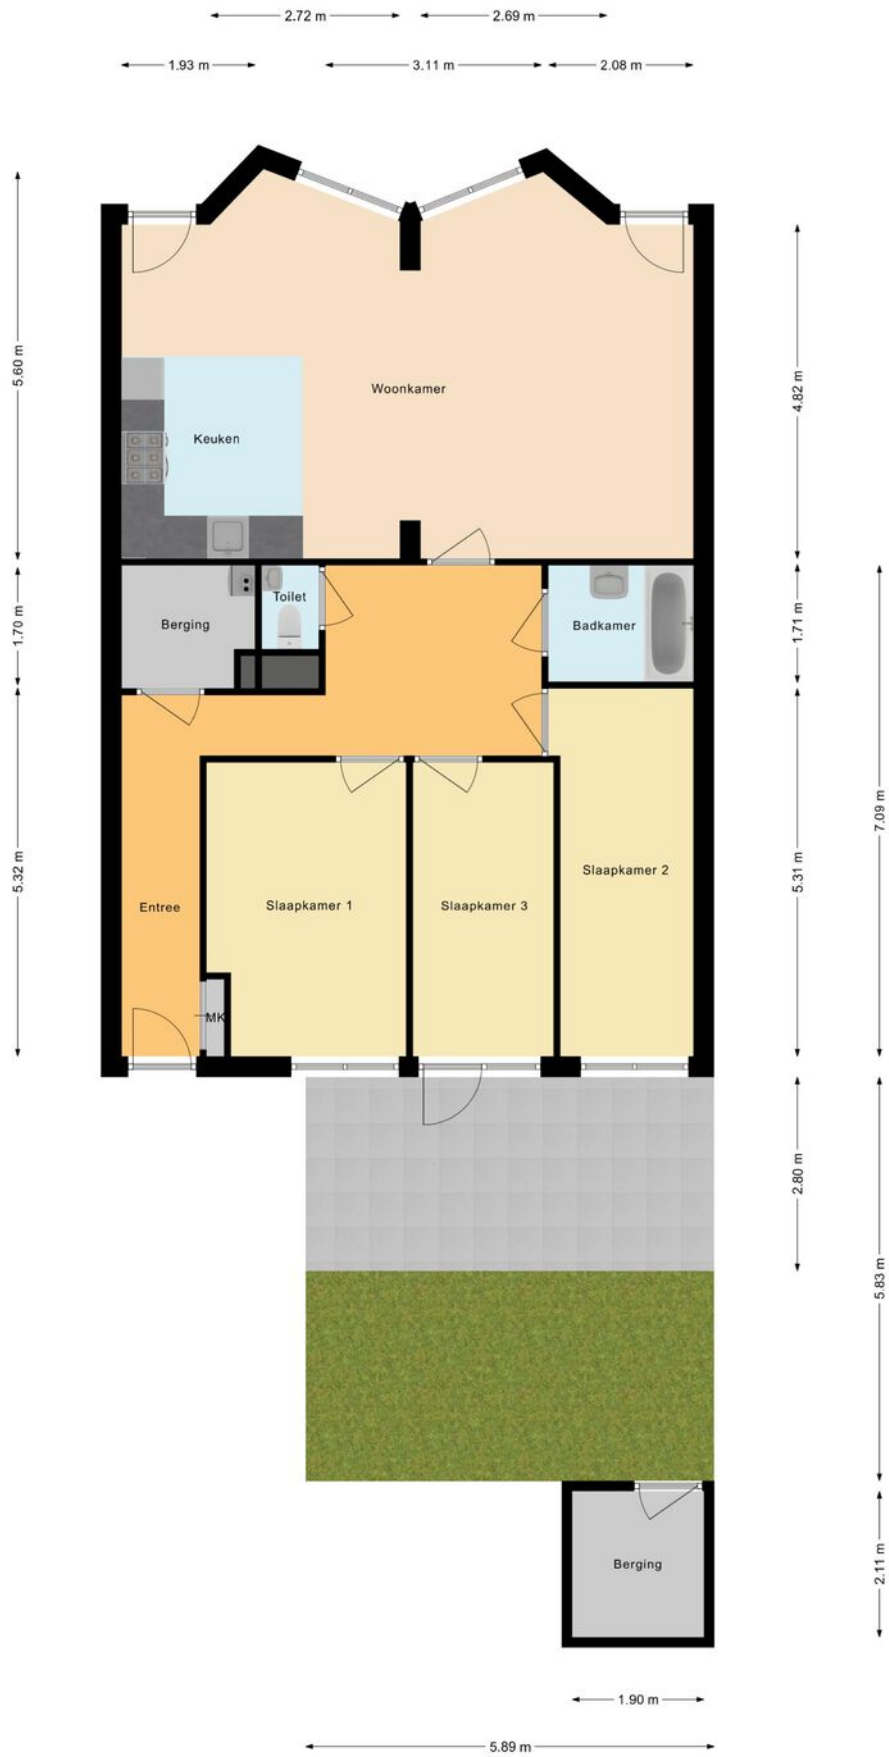 2.72 m
2.69 m
1.93 m
3.11 m
2.08 m
5.60 m
4.82 m
Woonkamer
Keuken
1.70 m
Berging
Toilet
Badkamer
1.71 m
5.32 m
Entree
Slaapkamer 1
Slaapkamer 3
Slaapkamer 2
5.31 m
7.09 m
MK
2.80 m
5.83 m
Berging
2.11 m
1.90 m
5.89 m